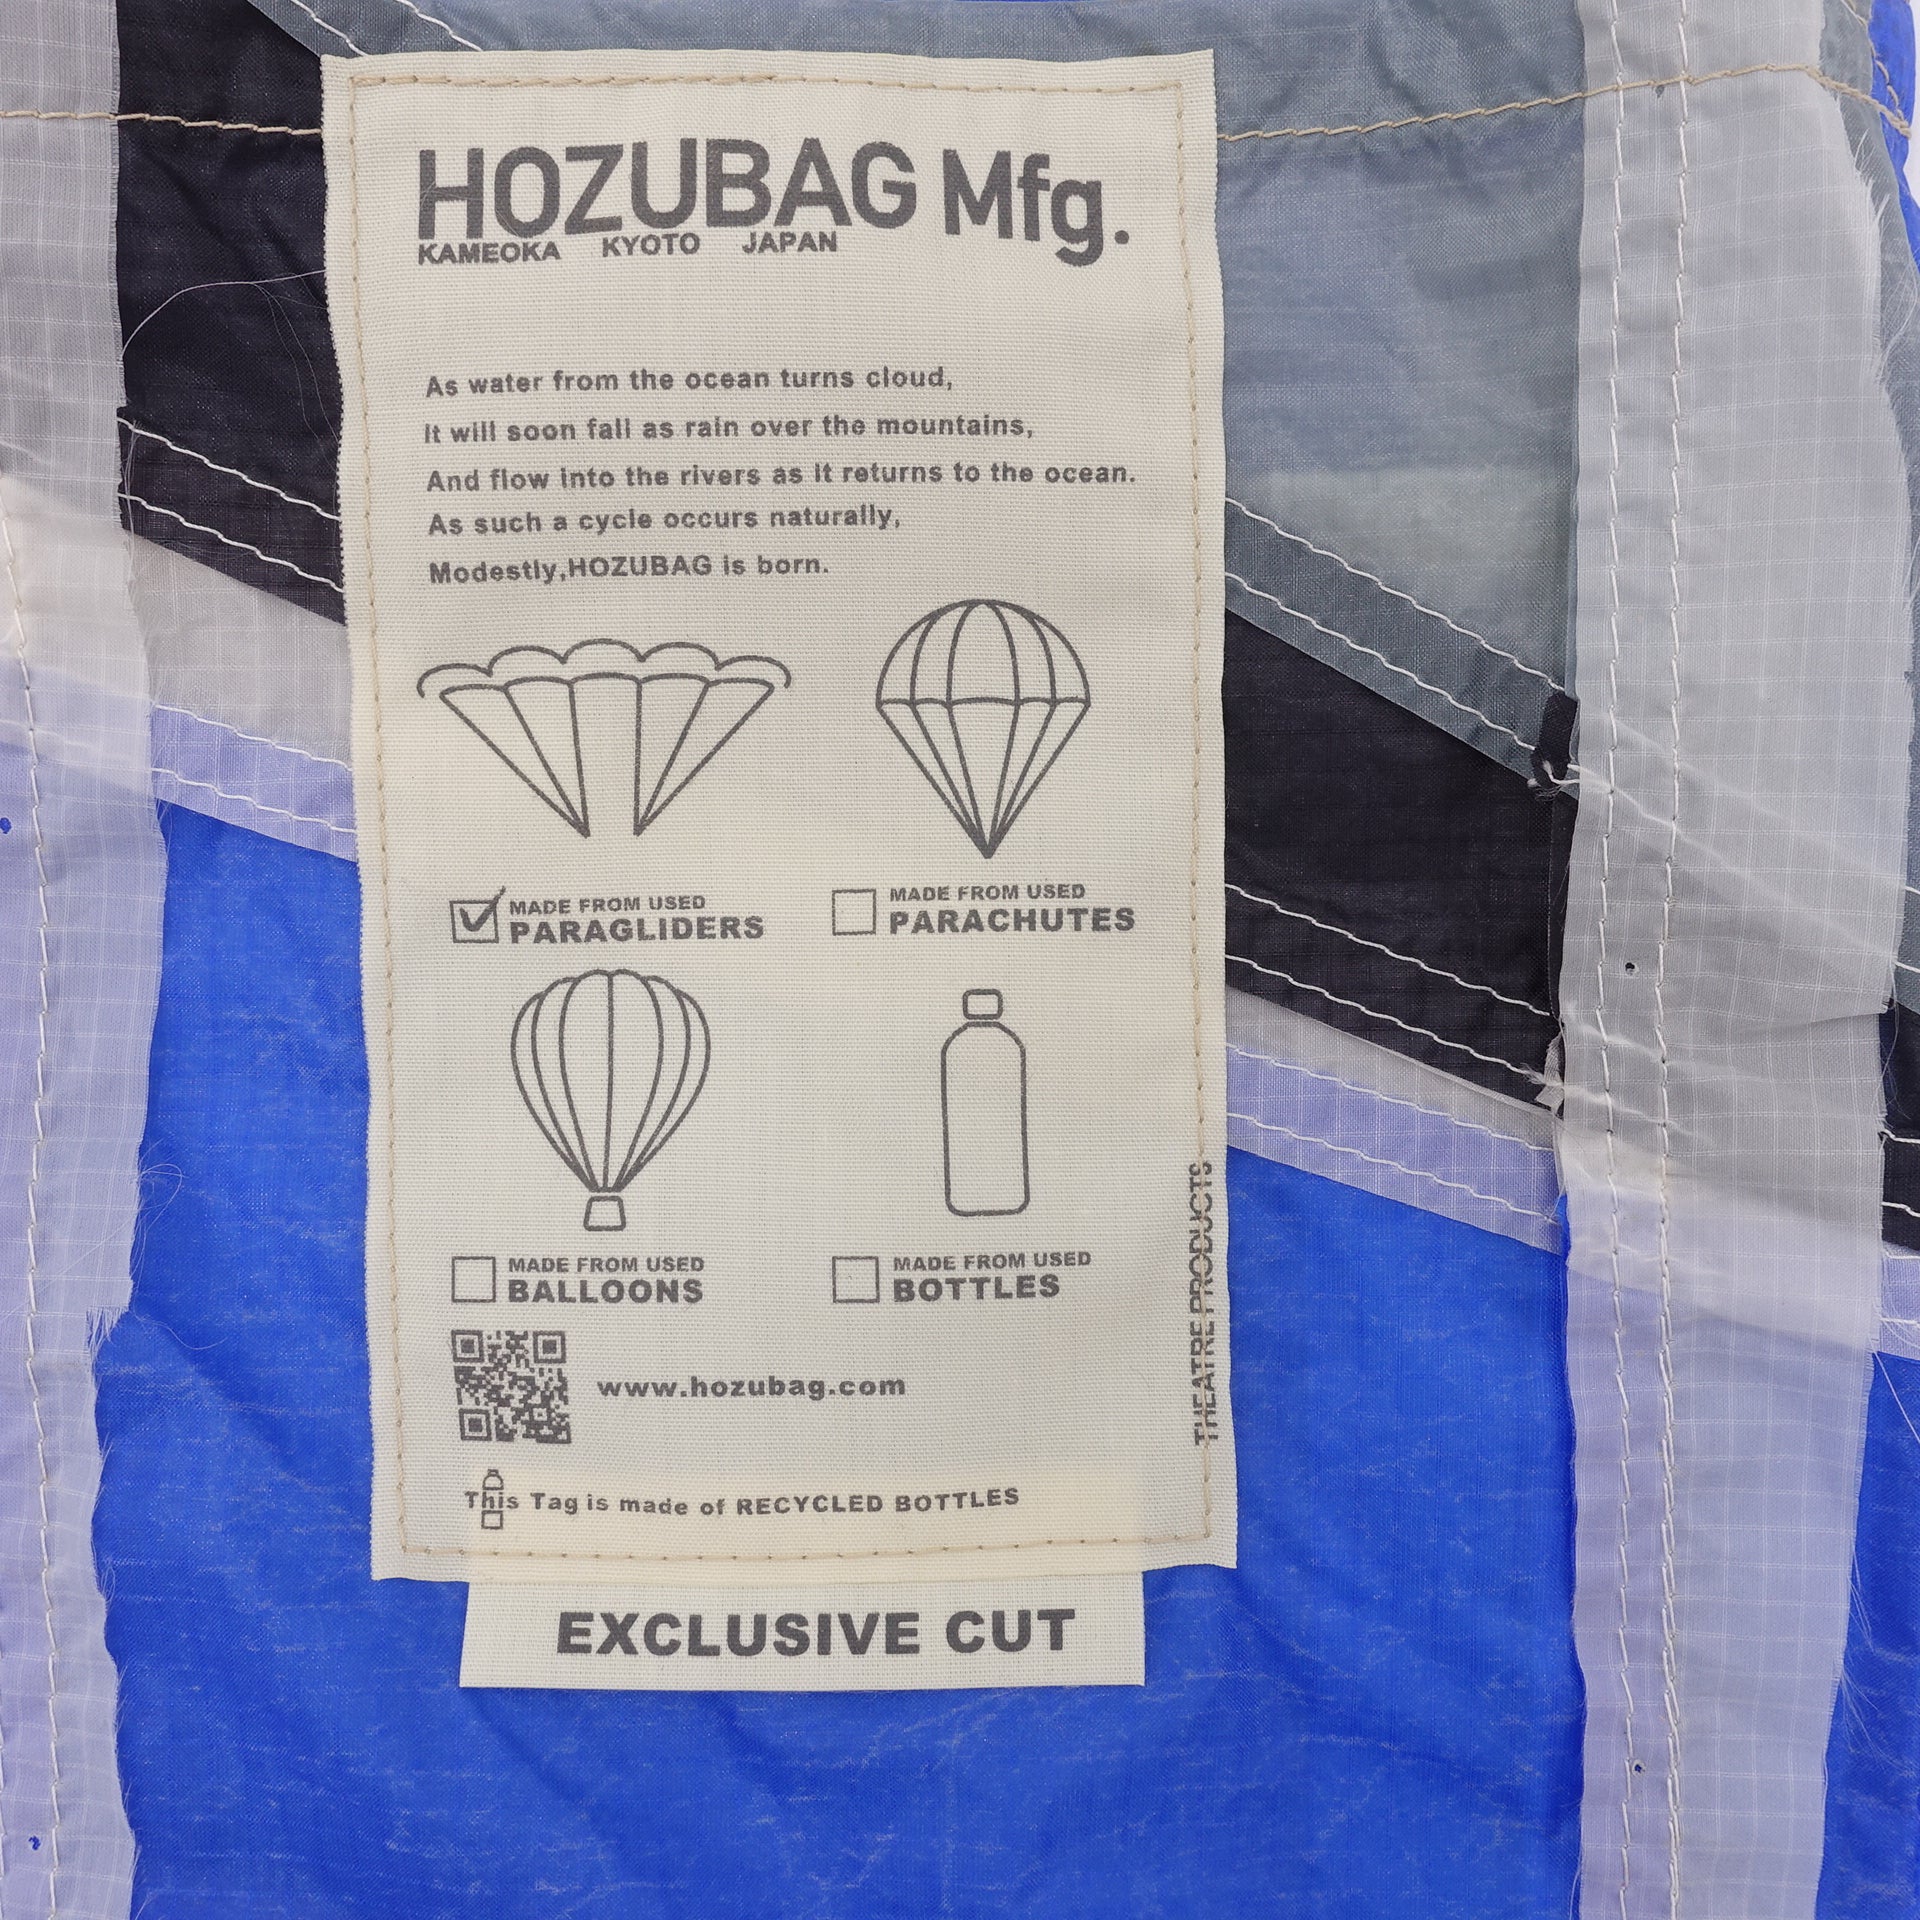 HOZUBAG Mfg.
KAMEOKA KYOTO JAPAN
As water from the ocean turns cloud,
It will soon fall as rain over the mountains,
And flow into the rivers as it returns to the ocean.
As such a cycle occurs naturally,
Modestly,HOZUBAG is born.
MADE FROM USED
PARAGLIDERS
MADE FROM USED
PARACHUTES
MADE FROM USED
BALLOONS
MADE FROM USED
BOTTLES
www.hozubag.com
THEATRE PRODUCTS
This Tag is made of RECYCLED BOTTLES
EXCLUSIVE CUT